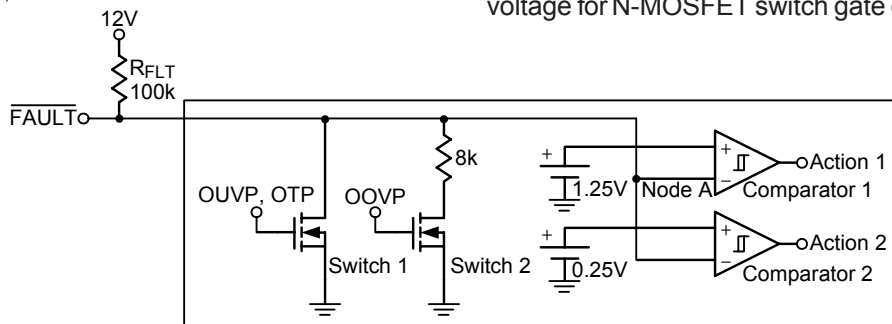 voltage for N-MOSFET switch gate
12V
RFLT
100k
FAULT
8k
OUVP, OTP
OOVP
Switch 1
Switch 2
+
1.25V
Node A
+
−
Action 1
Comparator 1
+
0.25V
+
−
Action 2
Comparator 2